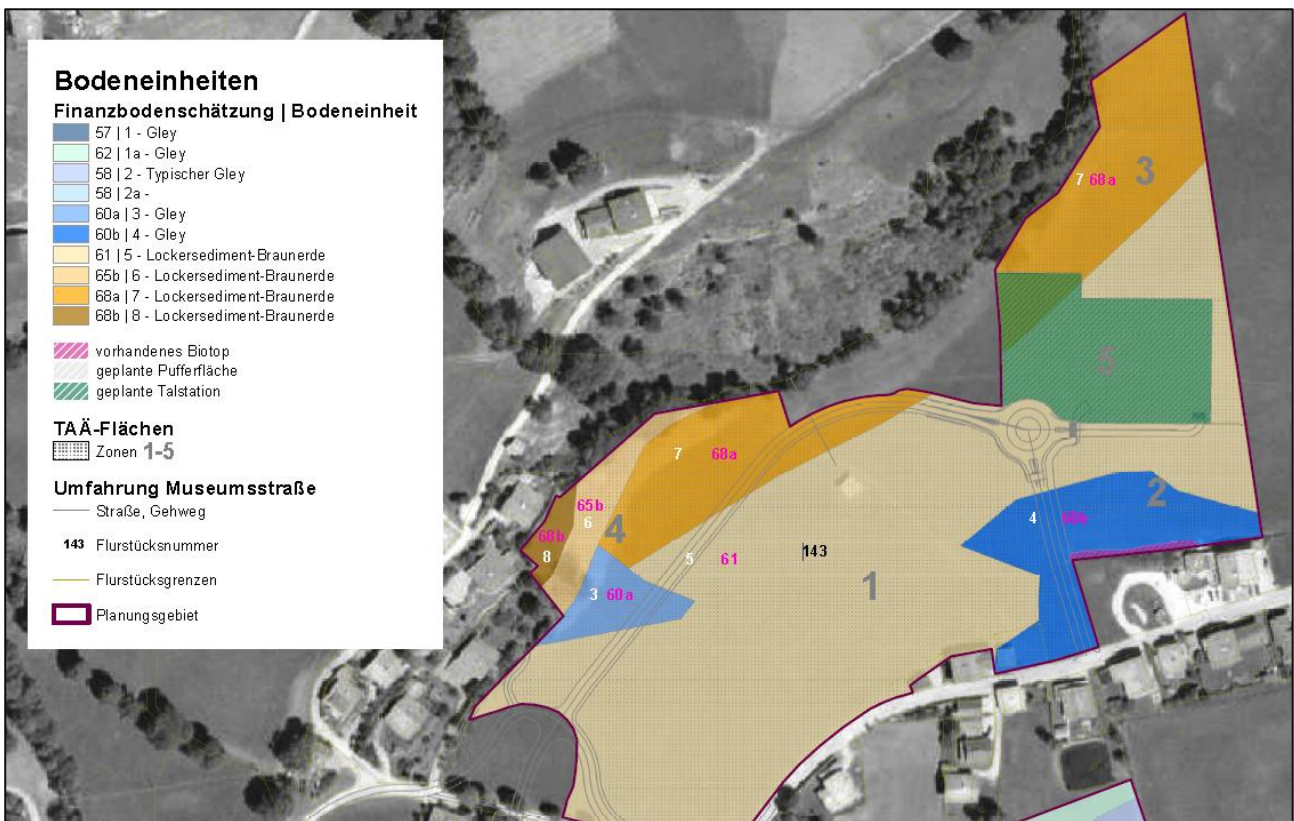 Bodeneinheiten
Finanzbodenschätzung | Bodeneinheit
57 | 1 - Gley
62 | 1a - Gley
58 | 2 - Typischer Gley
58 | 2a -
60a | 3 - Gley
60b | 4 - Gley
61 | 5 - Lockersediment-Braunerde
65b | 6 - Lockersediment-Braunerde
68a | 7 - Lockersediment-Braunerde
68b | 8 - Lockersediment-Braunerde
vorhandenes Biotop
geplante Pufferfläche
geplante Talstation
TAÄ-Flächen
Zonen 1-5
Umfahrung Museumsstraße
Straße, Gehweg
143 Flurstücksnummer
Flurstücksgrenzen
Planungsgebiet
3
7 68a
5
7 68a
2
65b
6
4
4 60b
68b
8
5 61
143
1
3 60a